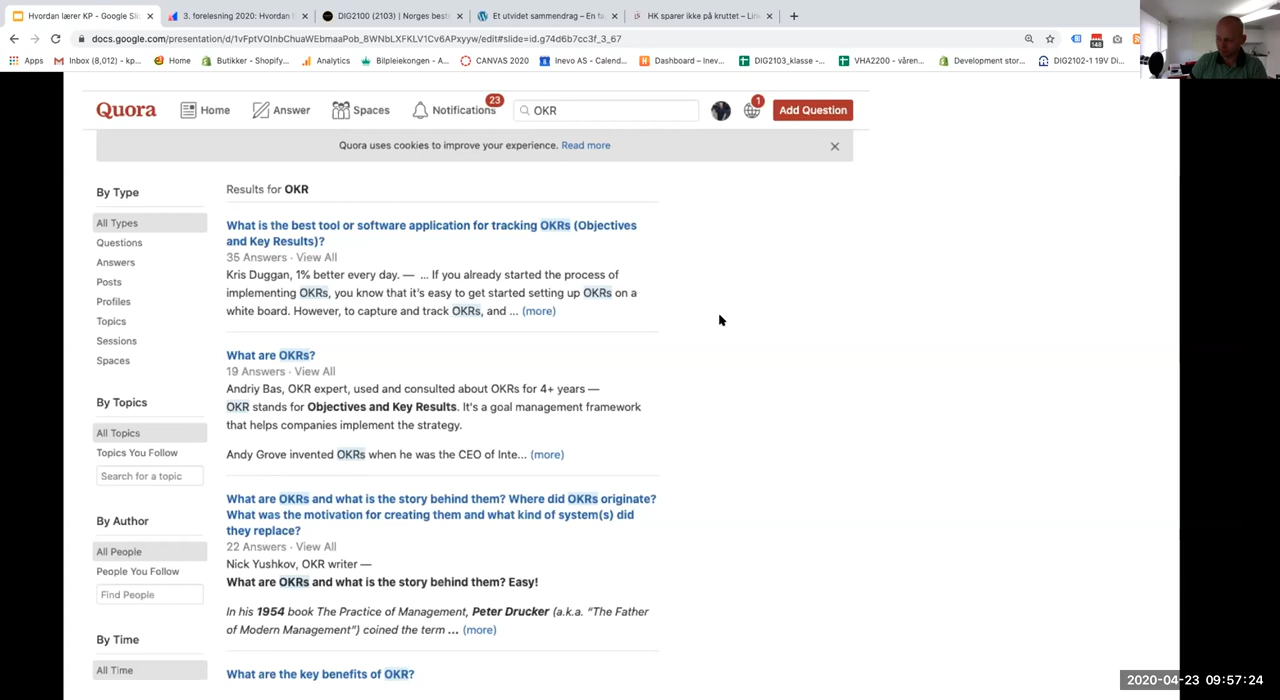 Hvordan lærer KP - Google Sli
3. forelesning 2020: Hvordan l
DIG2100 (2103) | Norges best
Et utvidet sammendrag – En fa
HK sparer ikke på kruttet – Lin
docs.google.com/presentation/d/1vFptVOInbChuaWEbmaaPob_8WNbLXFKLV1Cv6APxyyw/edit#slide=id.g74d6b7cc3f_3_67
148
Apps
Inbox (8,012) - kp...
Home
Butikker - Shopify...
Analytics
Bilpleiekongen - A...
CANVAS 2020
Inevo AS - Calend...
Dashboard – Inev...
DIG2103_klasse -...
VHA2200 - våren...
Development stor...
DIG2102-1 19V Di...
Quora
Home
Answer
Spaces
Notifications
23
OKR
1
Add Question
Quora uses cookies to improve your experience. Read more
By Type
All Types
Questions
Answers
Posts
Profiles
Topics
Sessions
Spaces
By Topics
All Topics
Topics You Follow
Search for a topic
By Author
All People
People You Follow
Find People
By Time
All Time
Results for OKR
What is the best tool or software application for tracking OKRs (Objectives
and Key Results)?
35 Answers · View All
Kris Duggan, 1% better every day. — ... If you already started the process of
implementing OKRs, you know that it's easy to get started setting up OKRs on a
white board. However, to capture and track OKRs, and ... (more)
What are OKRs?
19 Answers · View All
Andriy Bas, OKR expert, used and consulted about OKRs for 4+ years —
OKR stands for Objectives and Key Results. It's a goal management framework
that helps companies implement the strategy.
Andy Grove invented OKRs when he was the CEO of Inte... (more)
What are OKRs and what is the story behind them? Where did OKRs originate?
What was the motivation for creating them and what kind of system(s) did
they replace?
22 Answers · View All
Nick Yushkov, OKR writer —
What are OKRs and what is the story behind them? Easy!
In his 1954 book The Practice of Management, Peter Drucker (a.k.a. “The Father
of Modern Management”) coined the term ... (more)
What are the key benefits of OKR?
2020-04-23 09:57:24